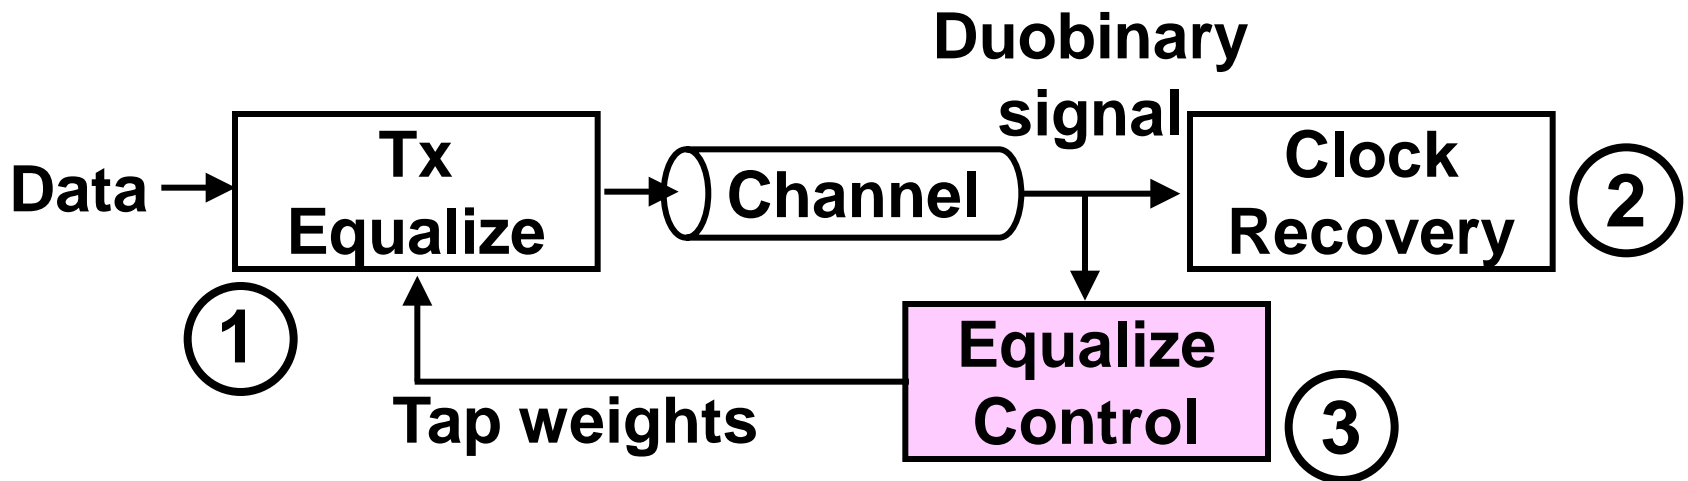 Duobinary
signal
Data
Tx
Equalize
Channel
Clock
Recovery
2
1
Equalize
Control
3
Tap weights